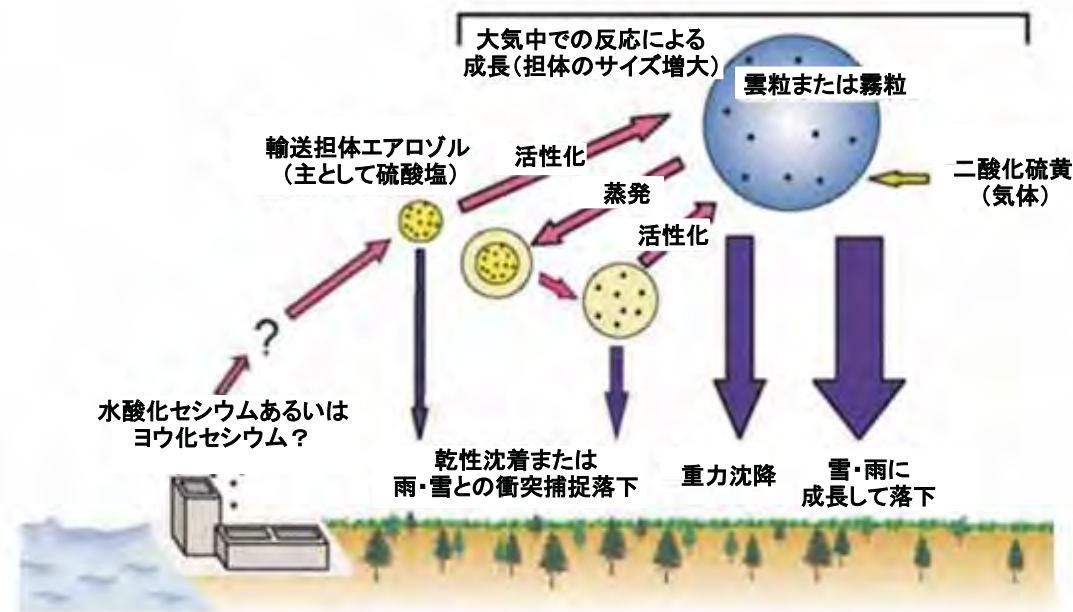 大気中での反応による
成長(担体のサイズ増大)
雲粒または霧粒
輸送担体エアロゾル
(主として硫酸塩)
活性化
二酸化硫黄
(気体)
蒸発
活性化
?
水酸化セシウムあるいは
ヨウ化セシウム?
乾性沈着または
雨・雪との衝突捕捉落下
重力沈降
雪・雨に
成長して落下